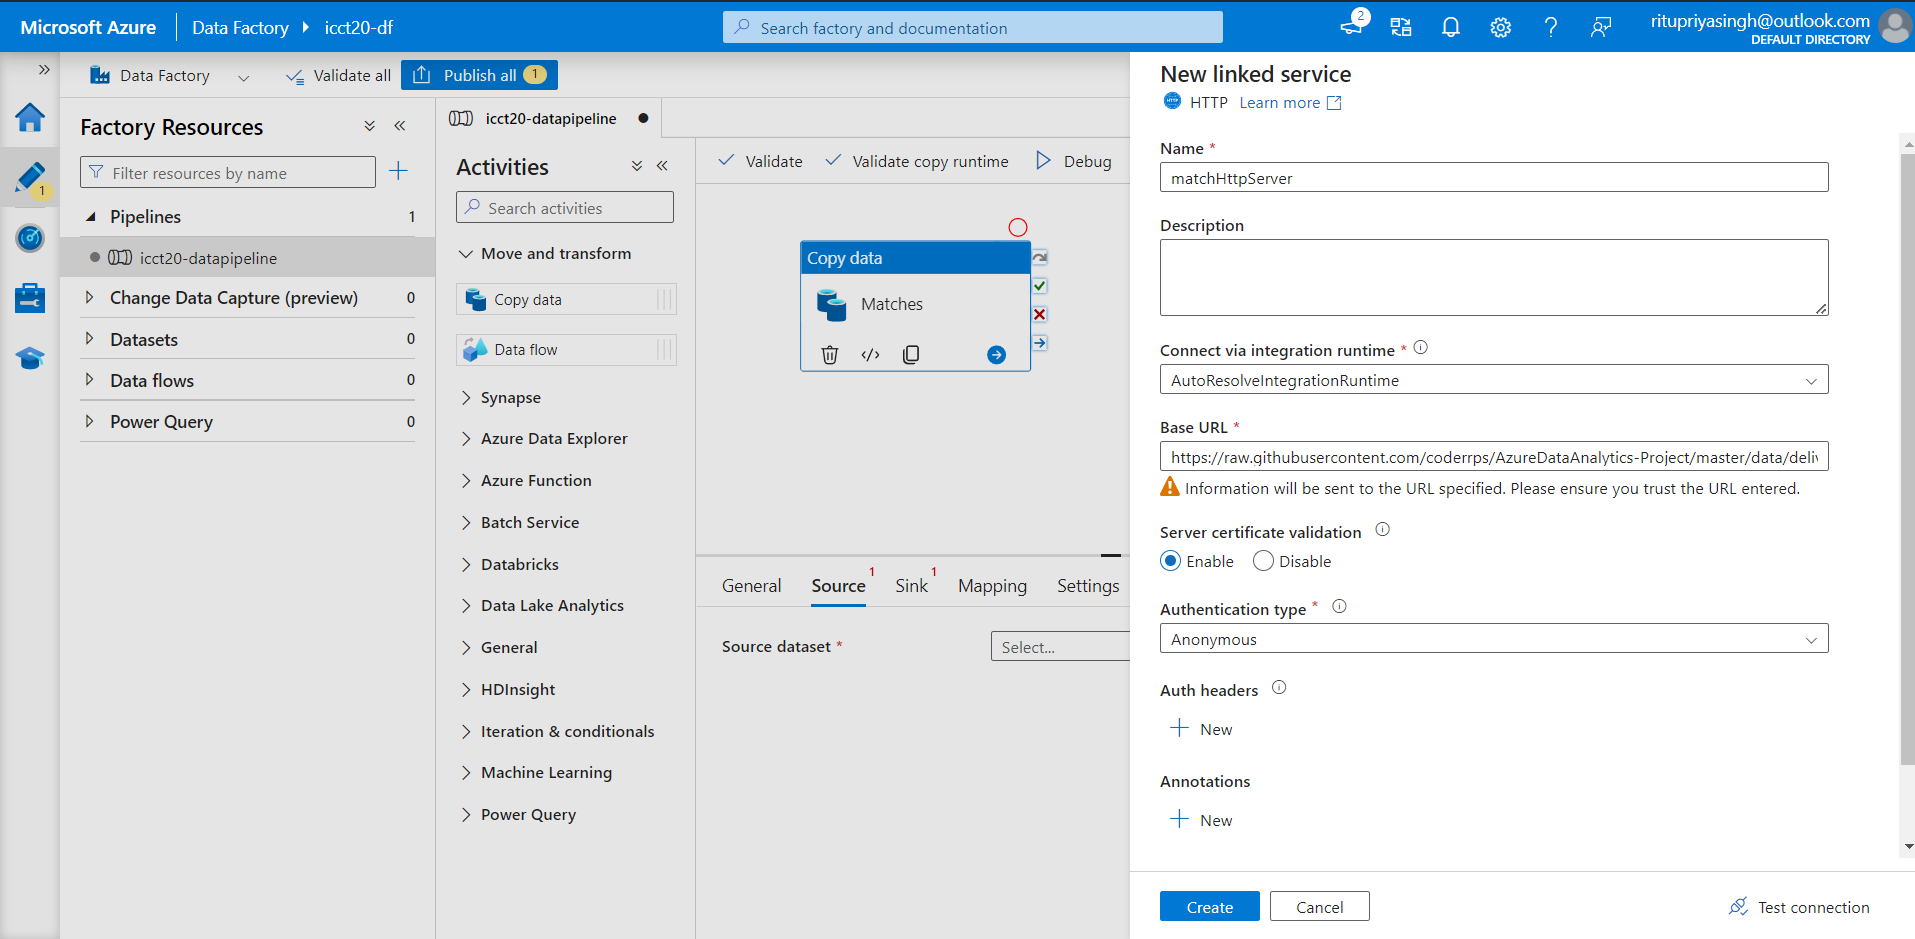 Microsoft Azure
Data Factory
icct20-df
Search factory and documentation
2
ritupriyasingh@outlook.com
DEFAULT DIRECTORY
Data Factory
Validate all
Publish all 1
1
Factory Resources
Filter resources by name
Pipelines 1
icct20-datapipeline
Change Data Capture (preview) 0
Datasets 0
Data flows 0
Power Query 0
icct20-datapipeline
Activities
Search activities
Move and transform
Copy data
Data flow
Synapse
Azure Data Explorer
Azure Function
Batch Service
Databricks
Data Lake Analytics
General
HDInsight
Iteration & conditionals
Machine Learning
Power Query
Validate
Validate copy runtime
Debug
Copy data
Matches
General
Source 1
Sink 1
Mapping
Settings
Source dataset *
Select...
New linked service
HTTP Learn more
Name *
matchHttpServer
Description
Connect via integration runtime *
AutoResolveIntegrationRuntime
Base URL *
https://raw.githubusercontent.com/coderrps/AzureDataAnalytics-Project/master/data/deliv
Information will be sent to the URL specified. Please ensure you trust the URL entered.
Server certificate validation
Enable Disable
Authentication type *
Anonymous
Auth headers
New
Annotations
New
Create
Cancel
Test connection